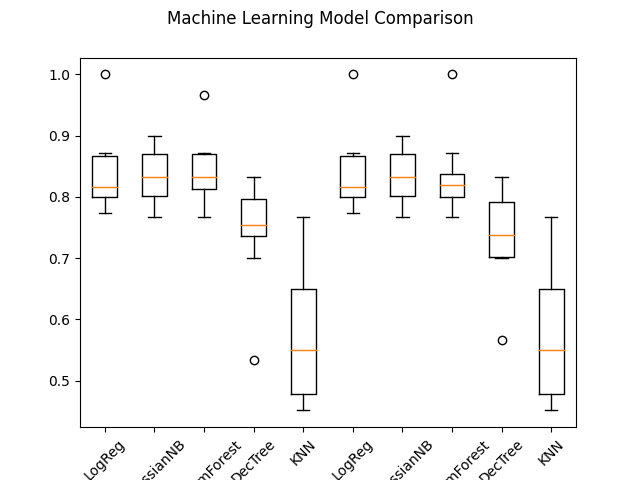 Machine Learning Model Comparison
1.0
0.9
0.8
0.7
0.6
0.5
LogReg
ssianNB
mForest
DecTree
KNN
LogReg
ssianNB
mForest
DecTree
KNN